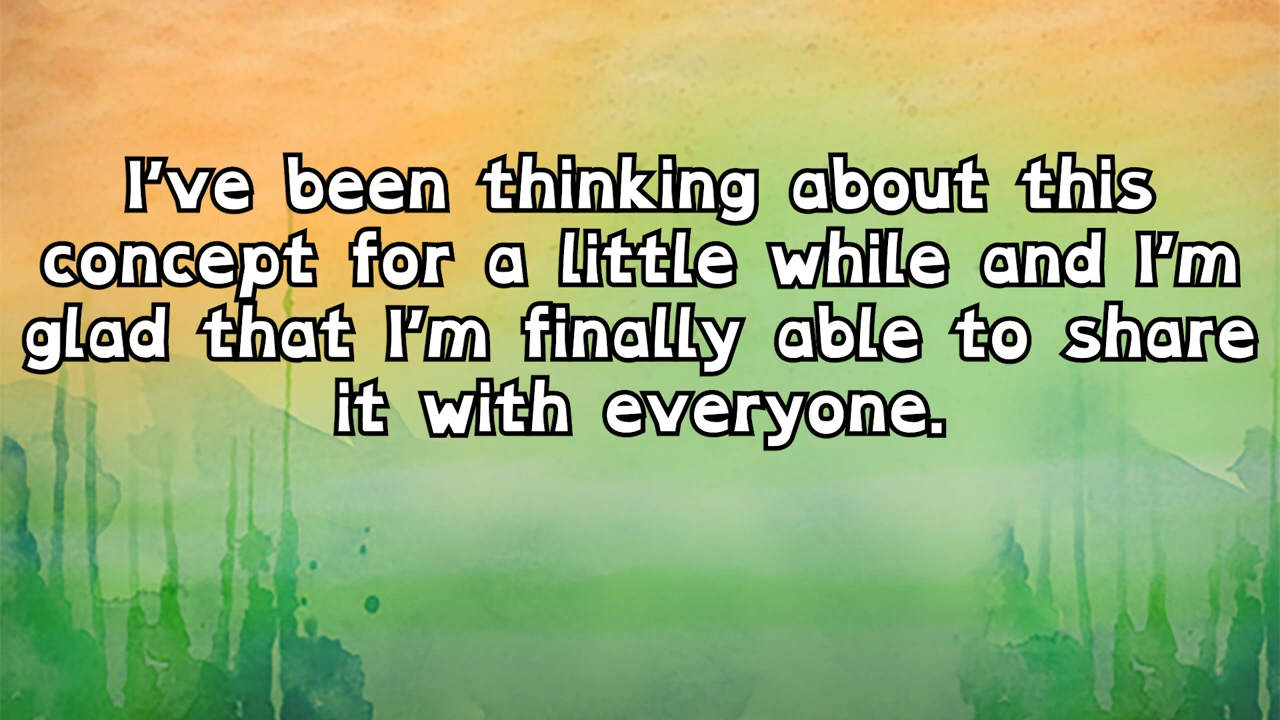 I've been thinking about this
concept for a little while and I'm
glad that I'm finally able to share
it with everyone.